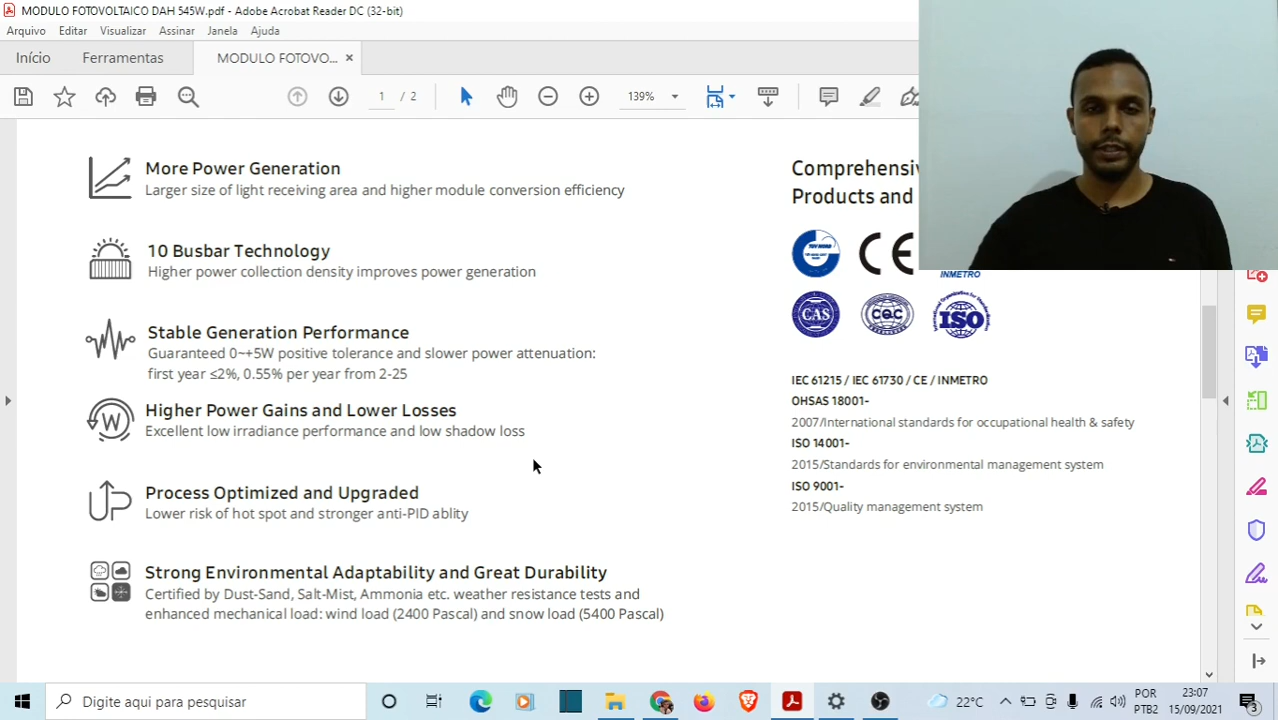 MODULO FOTOVOLTAICO DAH 545W.pdf - Adobe Acrobat Reader DC (32-bit)
Arquivo Editar Visualizar Assinar Janela Ajuda
Início Ferramentas MODULO FOTOVO... ×
1 / 2 139%
More Power Generation
Larger size of light receiving area and higher module conversion efficiency
10 Busbar Technology
Higher power collection density improves power generation
Stable Generation Performance
Guaranteed 0~+5W positive tolerance and slower power attenuation:
first year ≤2%, 0.55% per year from 2-25
Higher Power Gains and Lower Losses
Excellent low irradiance performance and low shadow loss
Process Optimized and Upgraded
Lower risk of hot spot and stronger anti-PID ablity
Strong Environmental Adaptability and Great Durability
Certified by Dust-Sand, Salt-Mist, Ammonia etc. weather resistance tests and
enhanced mechanical load: wind load (2400 Pascal) and snow load (5400 Pascal)
Comprehensiv
Products and
TUV NORD
CE
INMETRO
CAS
CQC
International Organization for Standardization
ISO
IEC 61215 / IEC 61730 / CE / INMETRO
OHSAS 18001-
2007/International standards for occupational health & safety
ISO 14001-
2015/Standards for environmental management system
ISO 9001-
2015/Quality management system
Digite aqui para pesquisar
22°C
POR
PTB2
23:07
15/09/2021
3